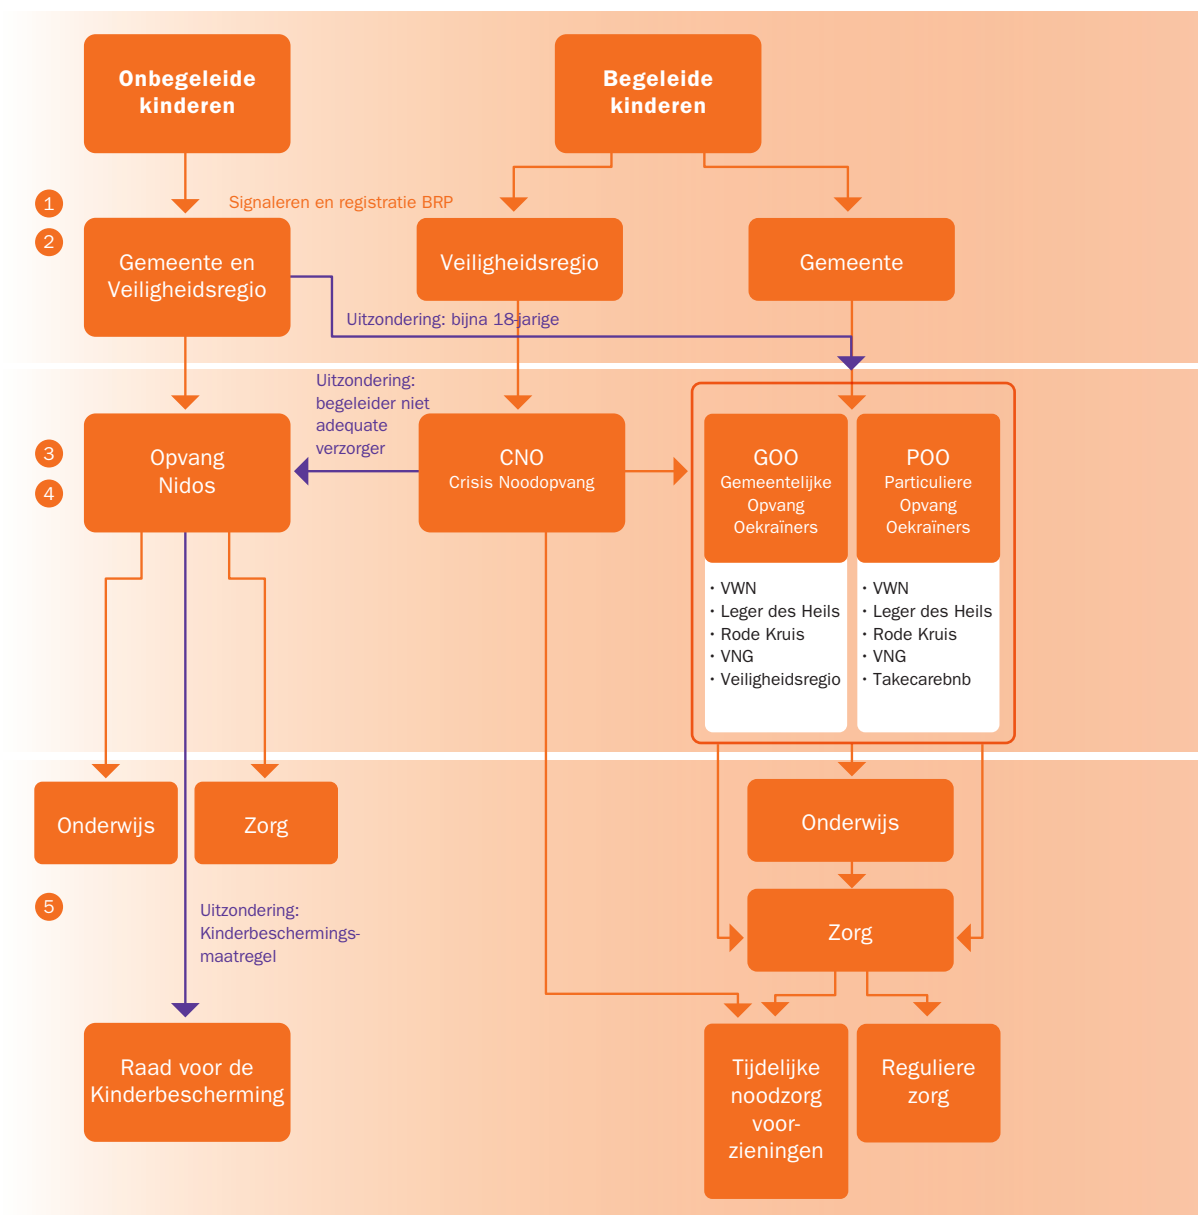 Onbegeleide
kinderen
Begeleide
kinderen
1
Signaleren en registratie BRP
2
Gemeente en
Veiligheidsregio
Veiligheidsregio
Gemeente
Uitzondering: bijna 18-jarige
Uitzondering:
begeleider niet
adequate
verzorger
3
4
Opvang
Nidos
CNO
Crisis Noodopvang
GOO
Gemeentelijke
Opvang
Oekraïners
· VWN
· Leger des Heils
· Rode Kruis
· VNG
· Veiligheidsregio
POO
Particuliere
Opvang
Oekraïners
· VWN
· Leger des Heils
· Rode Kruis
· VNG
· Takecarebnb
Onderwijs
Zorg
Onderwijs
5
Uitzondering:
Kinderbeschermings-
maatregel
Zorg
Raad voor de
Kinderbescherming
Tijdelijke
noodzorg
voor-
zieningen
Reguliere
zorg